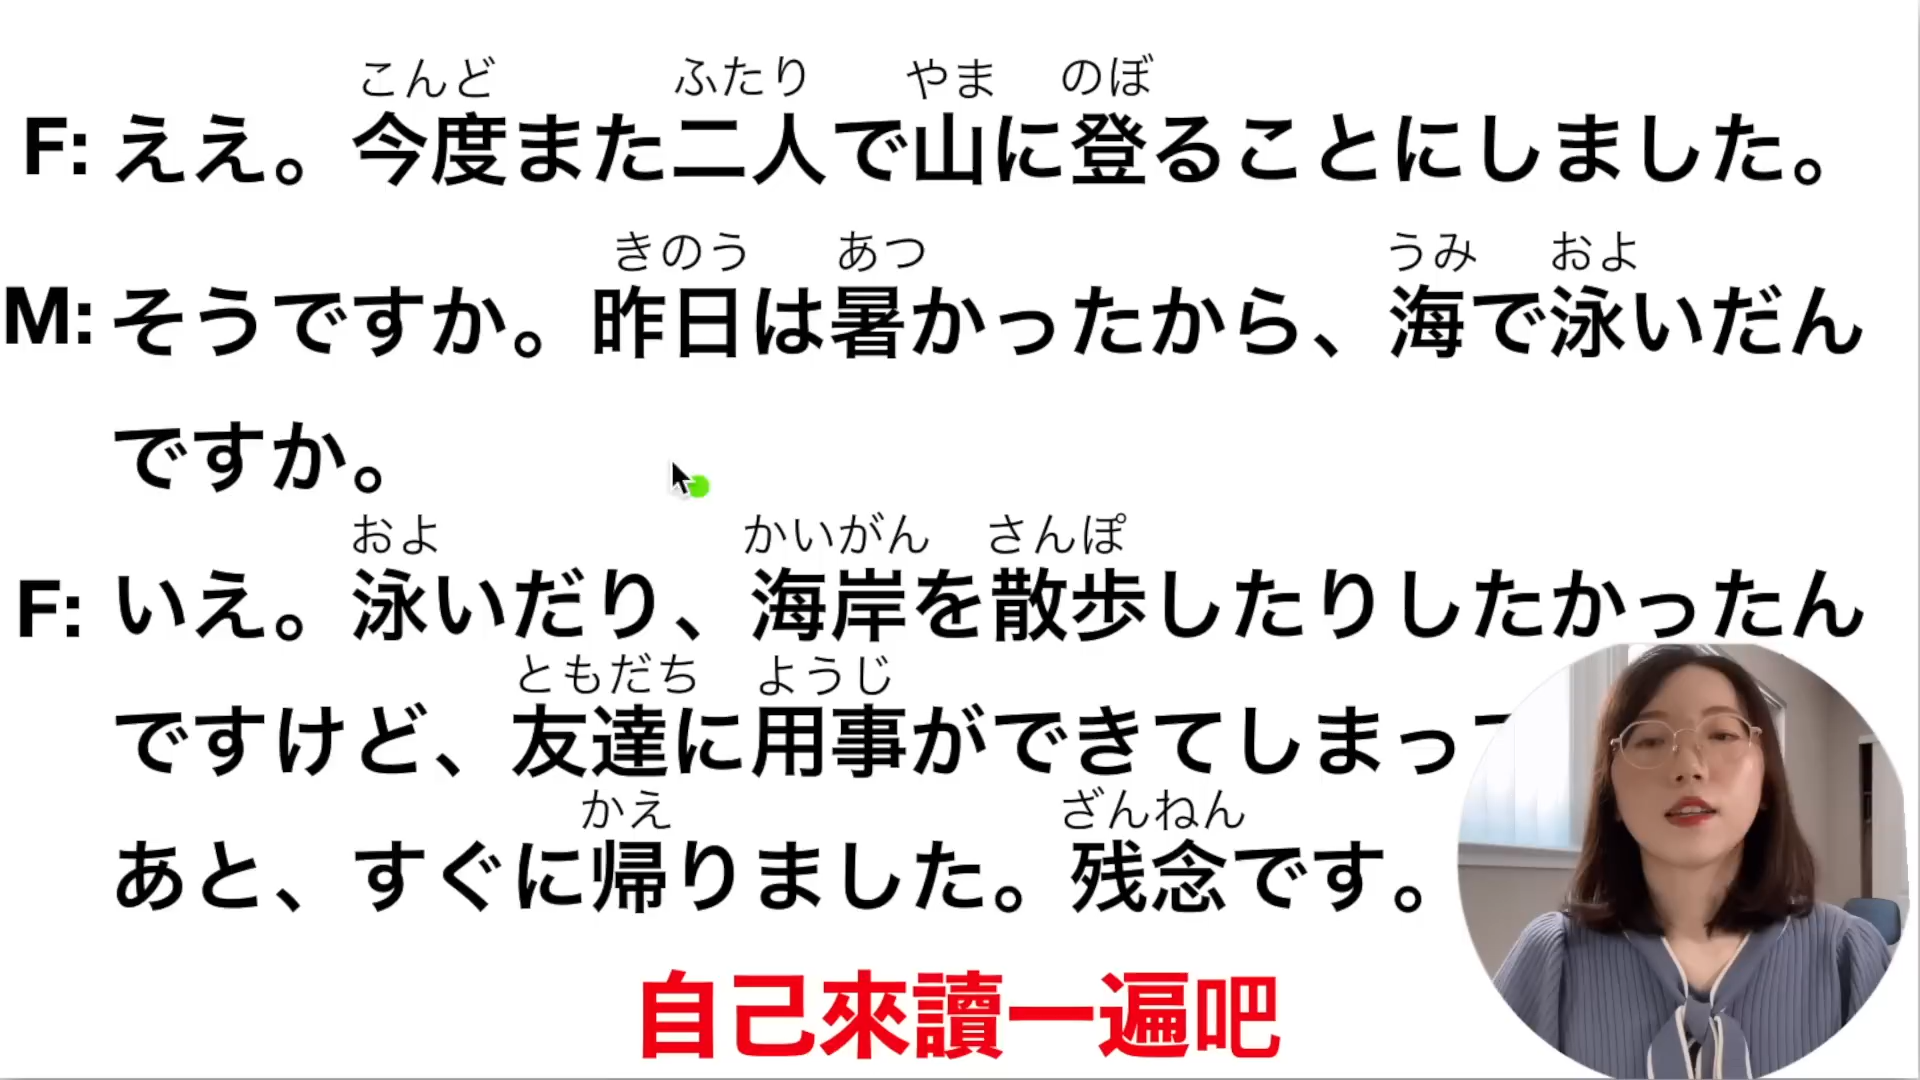 こんど ふたり やま のぼ
F: ええ。今度また二人で山に登ることにしました。
きのう あつ うみ およ
M: そうですか。昨日は暑かったから、海で泳いだん
ですか。
およ かいがん さんぽ
F: いえ。泳いだり、海岸を散歩したりしたかったん
ともだち ようじ
ですけど、友達に用事ができてしまっ
かえ ざんねん
あと、すぐに帰りました。残念です。
自己來讀一遍吧